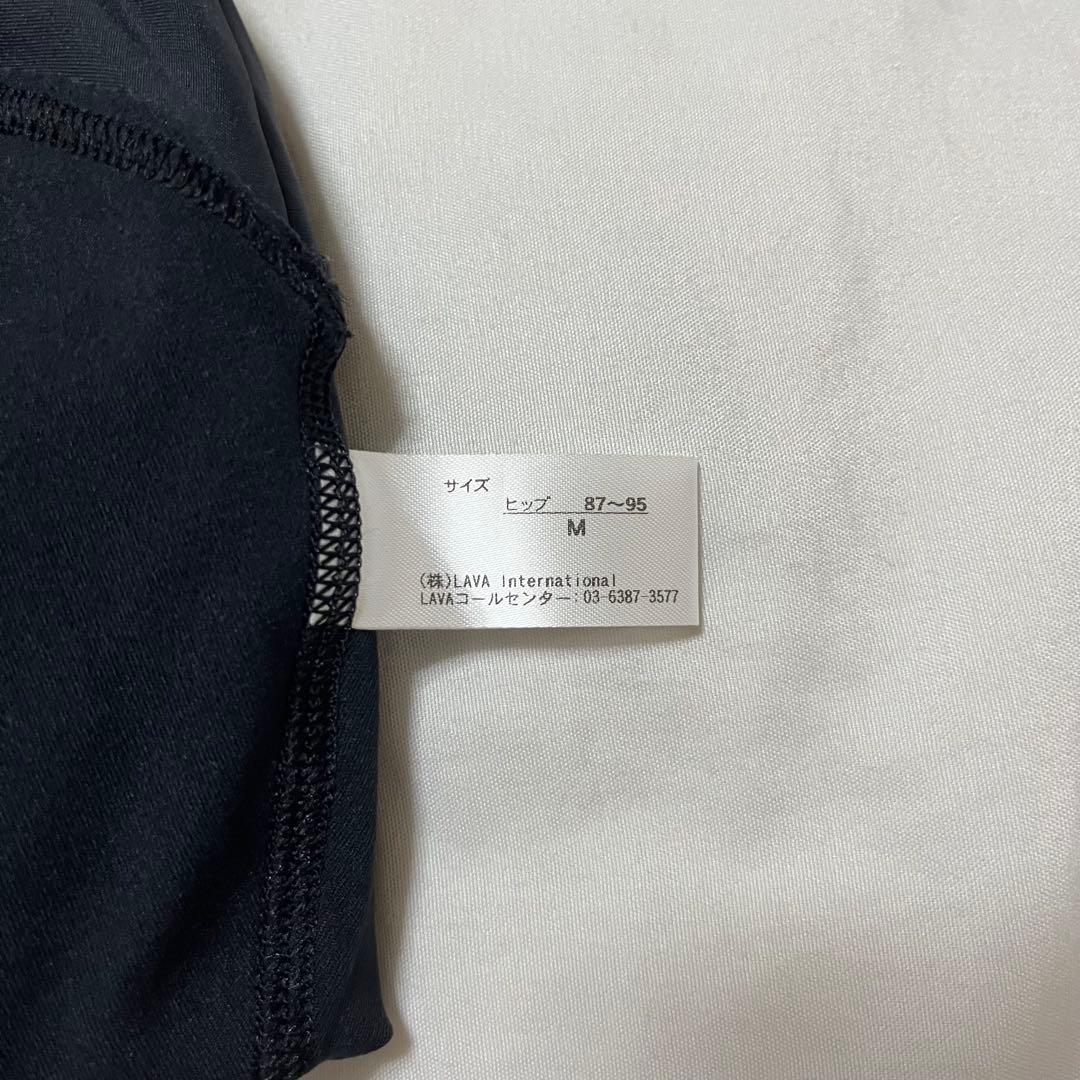 サイズ
ヒップ 87～95
M
(株)LAVA International
LAVAコールセンター:03-6387-3577